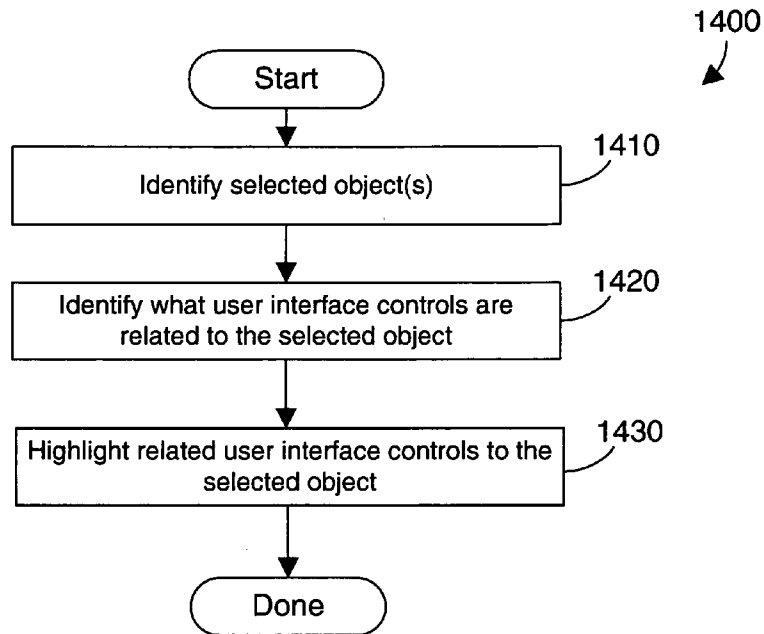 1400
Start
1410
Identify selected object(s)
1420
Identify what user interface controls are
related to the selected object
1430
Highlight related user interface controls to the
selected object
Done